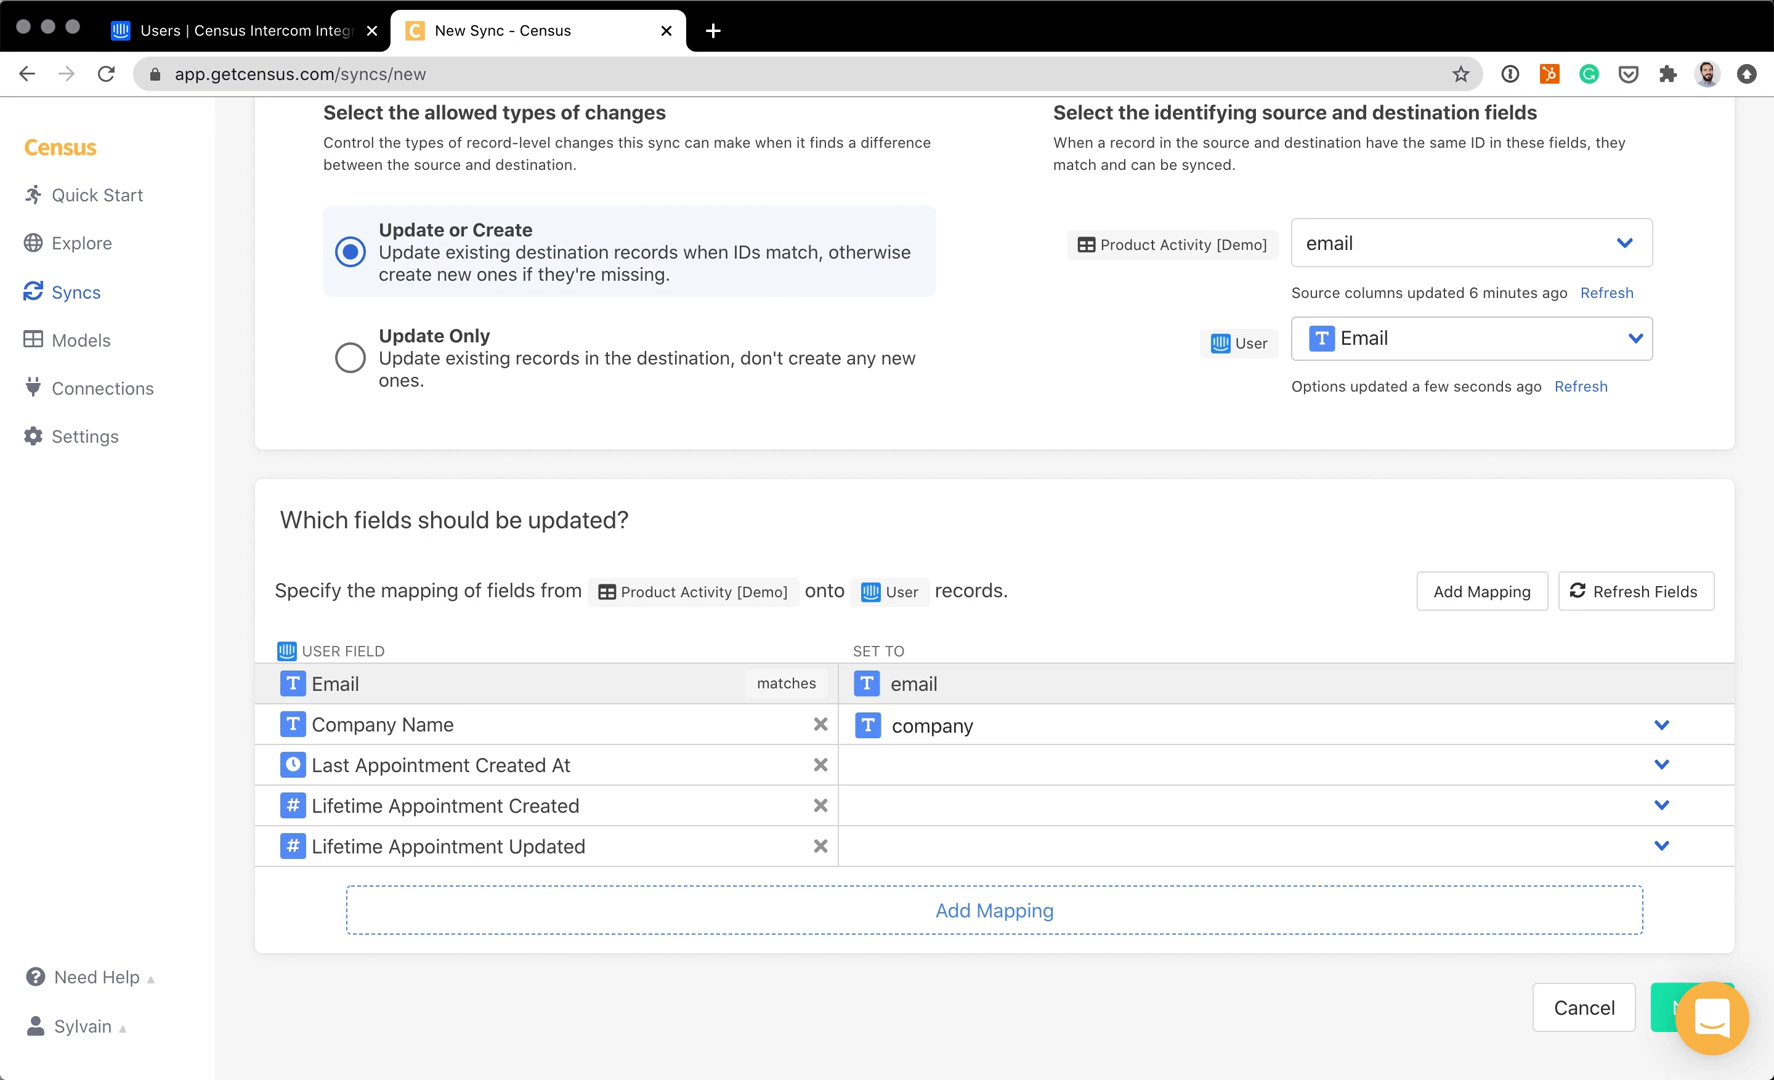 Users | Census Intercom Integr
New Sync - Census
app.getcensus.com/syncs/new
Census
Quick Start
Explore
Syncs
Models
Connections
Settings
Need Help
Sylvain
Select the allowed types of changes
Control the types of record-level changes this sync can make when it finds a difference
between the source and destination.
Update or Create
Update existing destination records when IDs match, otherwise
create new ones if they're missing.
Update Only
Update existing records in the destination, don't create any new
ones.
Select the identifying source and destination fields
When a record in the source and destination have the same ID in these fields, they
match and can be synced.
Product Activity [Demo] email
Source columns updated 6 minutes ago Refresh
User T Email
Options updated a few seconds ago Refresh
Which fields should be updated?
Specify the mapping of fields from Product Activity [Demo] onto User records.
Add Mapping Refresh Fields
USER FIELD SET TO
T Email matches T email
T Company Name T company
Last Appointment Created At
# Lifetime Appointment Created
# Lifetime Appointment Updated
Add Mapping
Cancel